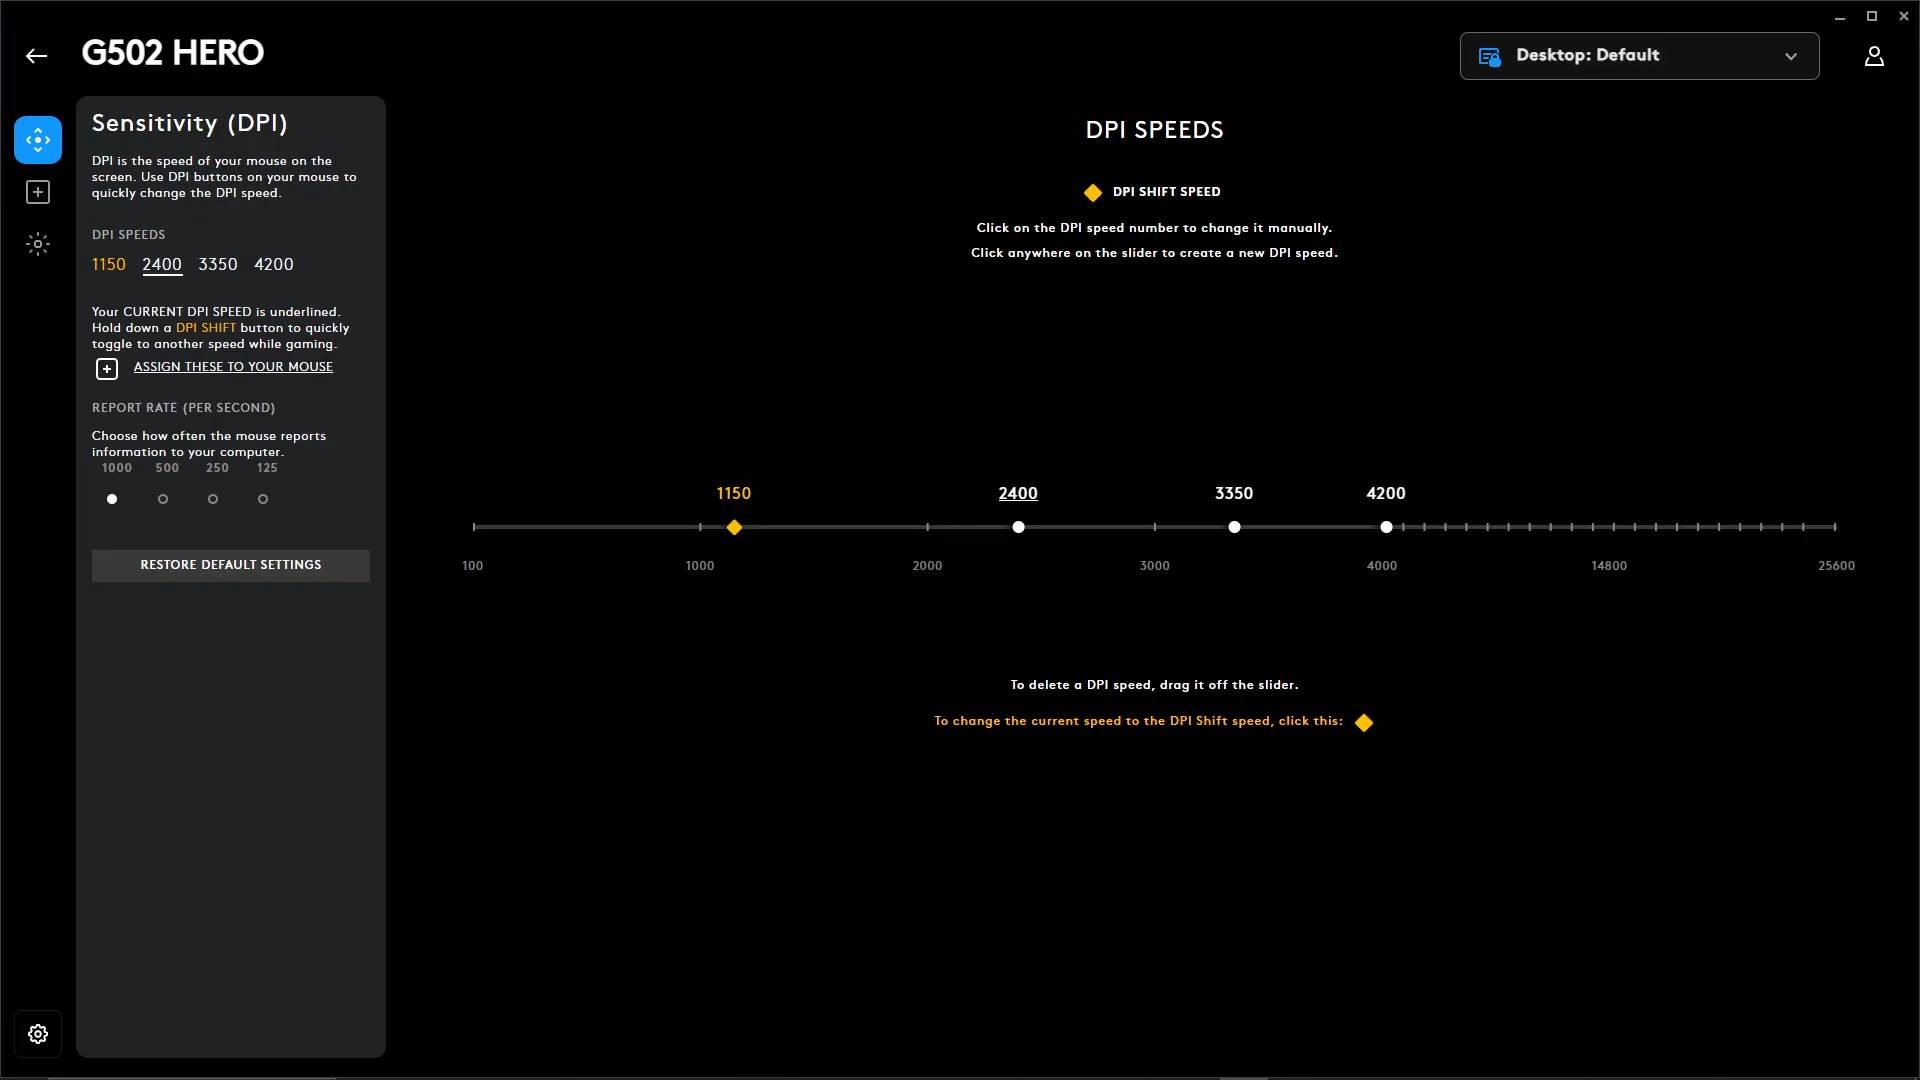 G502 HERO
Desktop: Default
Sensitivity (DPI)
DPI is the speed of your mouse on the
screen. Use DPI buttons on your mouse to
quickly change the DPI speed.
DPI SPEEDS
1150 2400 3350 4200
Your CURRENT DPI SPEED is underlined.
Hold down a DPI SHIFT button to quickly
toggle to another speed while gaming.
ASSIGN THESE TO YOUR MOUSE
REPORT RATE (PER SECOND)
Choose how often the mouse reports
information to your computer.
1000 500 250 125
RESTORE DEFAULT SETTINGS
DPI SPEEDS
DPI SHIFT SPEED
Click on the DPI speed number to change it manually.
Click anywhere on the slider to create a new DPI speed.
1150 2400 3350 4200
100 1000 2000 3000 4000 14800 25600
To delete a DPI speed, drag it off the slider.
To change the current speed to the DPI Shift speed, click this: